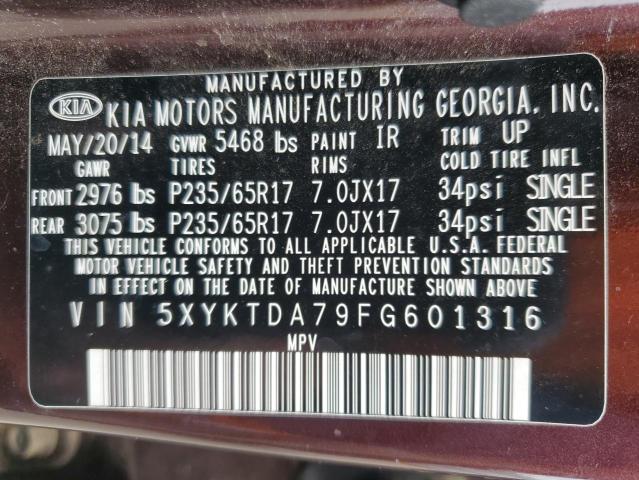 MANUFACTURED BY
KIA KIA MOTORS MANUFACTURING GEORGIA, INC.
MAY/20/14 GVWR 5468 lbs PAINT IR TRIM UP
GAWR TIRES RIMS COLD TIRE INFL
FRONT 2976 lbs P235/65R17 7.0JX17 34psi SINGLE
REAR 3075 lbs P235/65R17 7.0JX17 34psi SINGLE
THIS VEHICLE CONFORMS TO ALL APPLICABLE U.S.A. FEDERAL
MOTOR VEHICLE SAFETY AND THEFT PREVENTION STANDARDS
IN EFFECT ON THE DATE OF MANUFACTURE SHOWN ABOVE.
VIN 5XYKTDA79FG601316
MPV